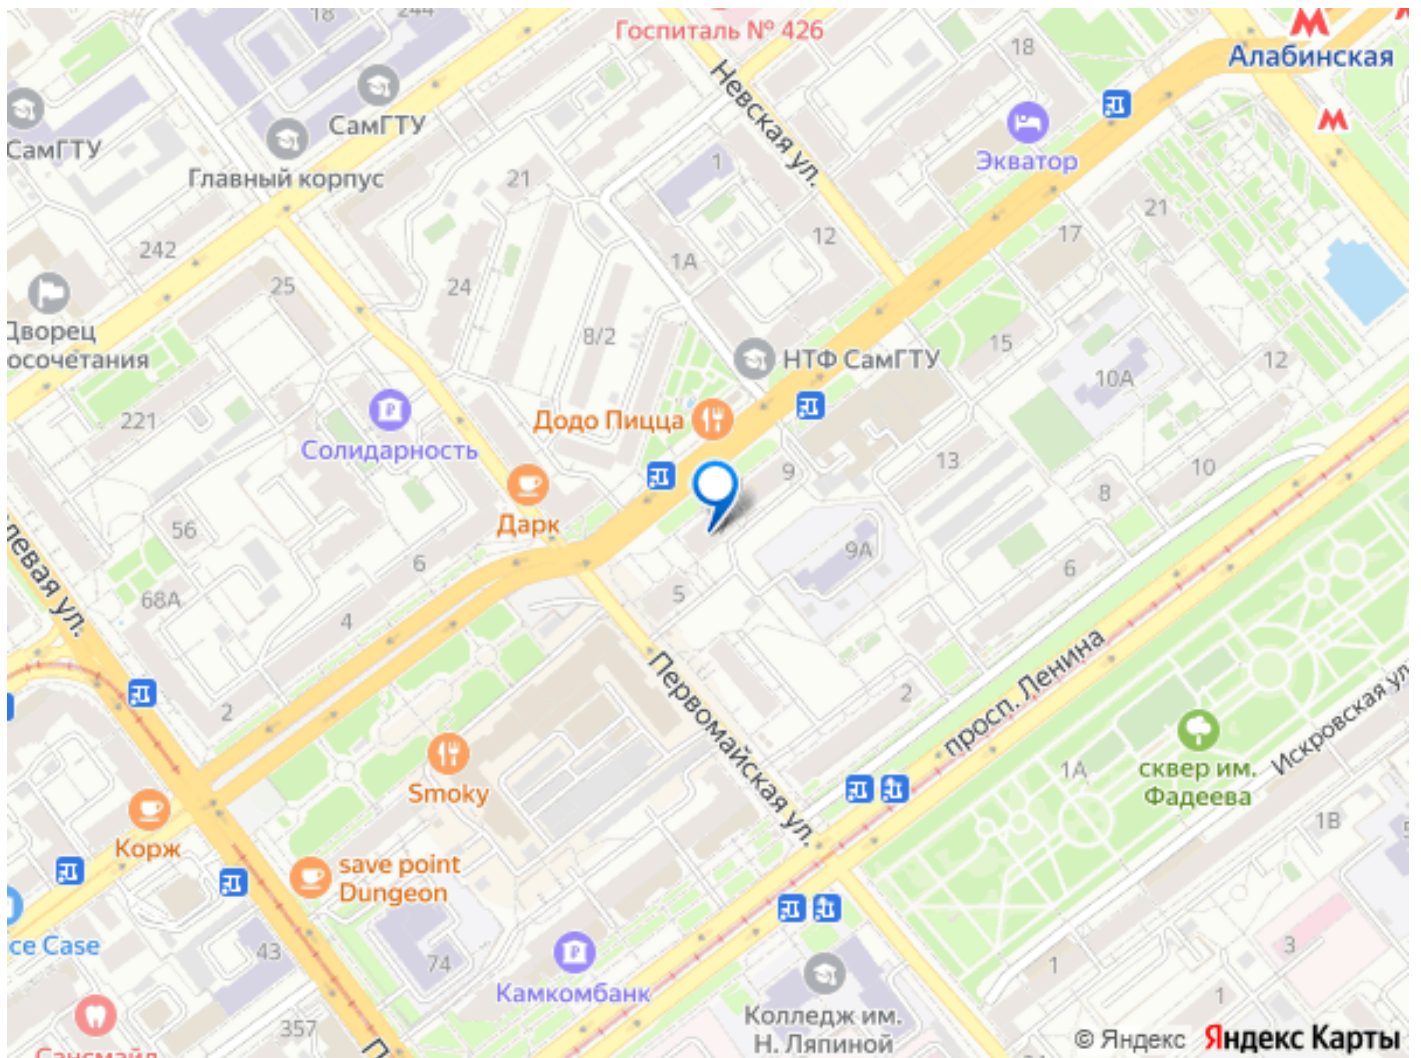 18
244
Госпиталь № 426
18
Алабинская
СамГТУ
СамГТУ
Главный корпус
Невская ул.
Экватор
1
21
21
12
17
242
1А
25
24
Дворец
осочетания
8/2
15
НТФ СамГТУ
12
10А
221
Додо Пицца
Солидарность
9
13
10
8
Дарк
56
левая ул.
6
9А
6
68А
5
4
Первомайская ул.
просп. Ленина
2
2
Искровская ул
1А
сквер им.
Фадеева
Smoky
1В
5
Корж
save point
Dungeon
ce Case
43
74
Камкомбанк
3
1
1
Колледж им.
Н. Ляпиной
357
П
Сансмайл
© Яндекс Яндекс Карты